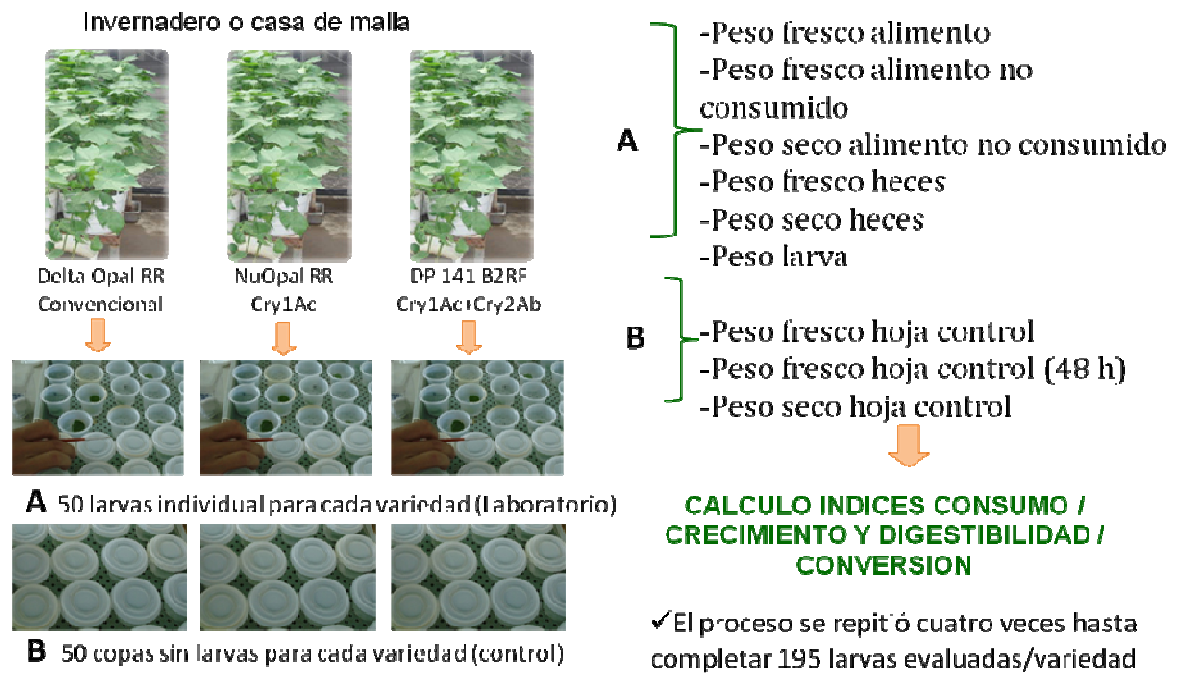 Invernadero o casa de malla
Delta Opal RR
Convencional
NuOpal RR
Cry1Ac
DP 141 B2RF
Cry1Ac+Cry2Ab
A 50 larvas individual para cada variedad (Laboratorio)
B 50 copas sin larvas para cada variedad (control)
A
-Peso fresco alimento
-Peso fresco alimento no
consumido
-Peso seco alimento no consumido
-Peso fresco heces
-Peso seco heces
-Peso larva
B
-Peso fresco hoja control
-Peso fresco hoja control (48 h)
-Peso seco hoja control
CALCULO INDICES CONSUMO /
CRECIMIENTO Y DIGESTIBILIDAD /
CONVERSION
✓El proceso se repitió cuatro veces hasta
completar 195 larvas evaluadas/variedad